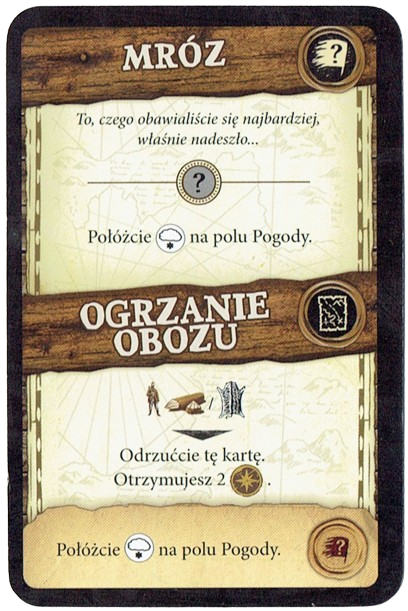 MRÓZ
?
To, czego obawialiście się najbardziej,
właśnie nadeszło...
?
Połóżcie na polu Pogody.
OGRZANIE
OBOZU
/
Odrzućcie tę kartę.
Otrzymujesz 2 .
Połóżcie na polu Pogody.
?